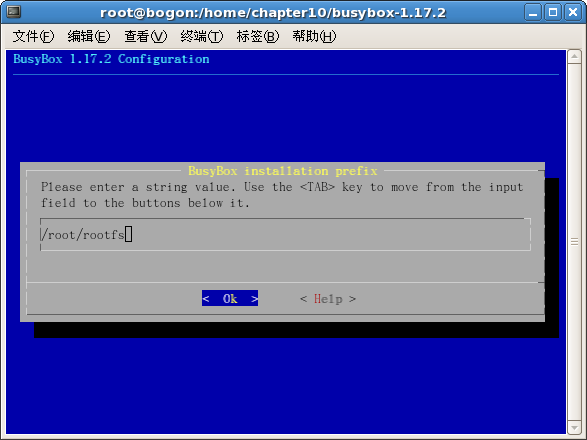 root@bogon:/home/chapter10/busybox-1.17.2
文件(F) 编辑(E) 查看(V) 终端(T) 标签(B) 帮助(H)
BusyBox 1.17.2 Configuration
BusyBox installation prefix
Please enter a string value. Use the <TAB> key to move from the input
field to the buttons below it.
/root/rootfs
< Ok > < Help >